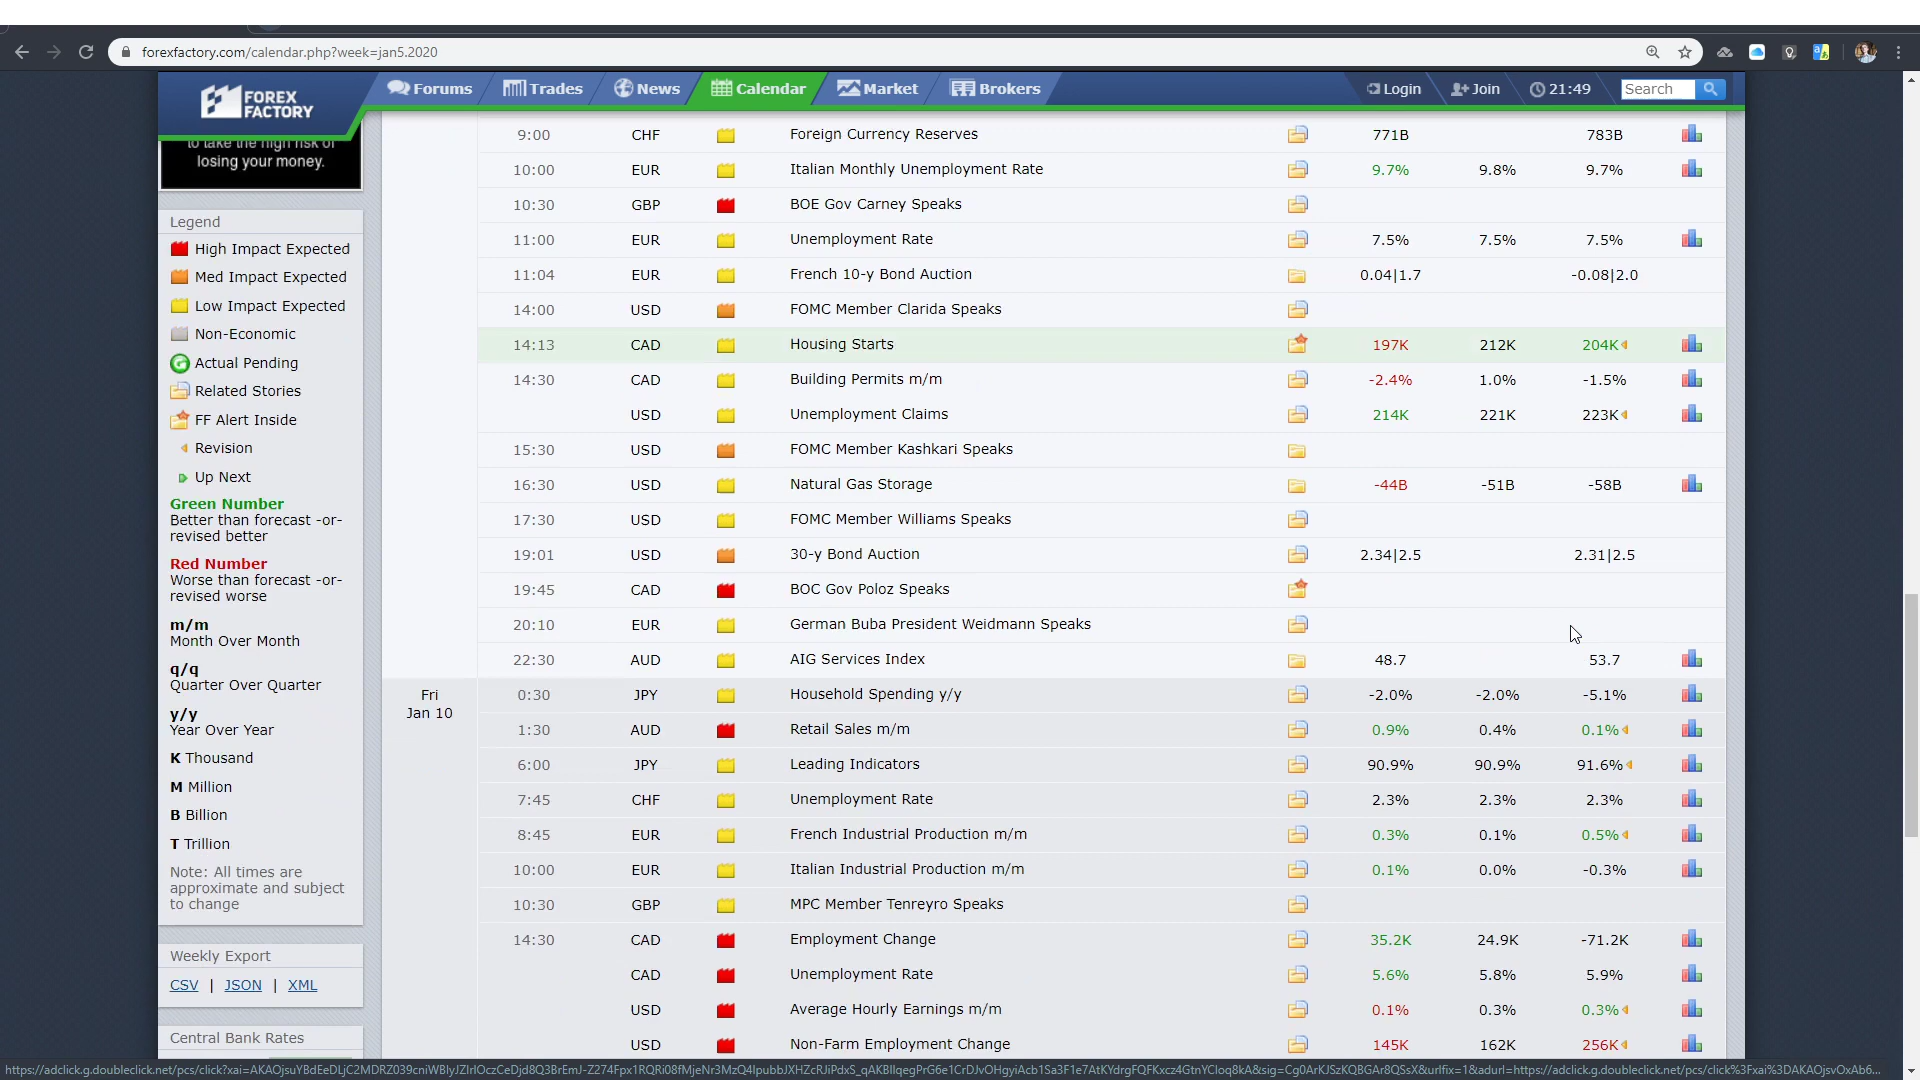 forexfactory.com/calendar.php?week=jan5.2020
FOREX FACTORY Forums Trades News Calendar Market Brokers Login Join 21:49 Search
to take the high risk of
losing your money.
Legend
High Impact Expected
Med Impact Expected
Low Impact Expected
Non-Economic
Actual Pending
Related Stories
FF Alert Inside
Revision
Up Next
Green Number
Better than forecast -or-
revised better
Red Number
Worse than forecast -or-
revised worse
m/m
Month Over Month
q/q
Quarter Over Quarter
y/y
Year Over Year
K Thousand
M Million
B Billion
T Trillion
Note: All times are
approximate and subject
to change
Weekly Export
CSV | JSON | XML
Central Bank Rates
9:00 CHF Foreign Currency Reserves 771B 783B
10:00 EUR Italian Monthly Unemployment Rate 9.7% 9.8% 9.7%
10:30 GBP BOE Gov Carney Speaks
11:00 EUR Unemployment Rate 7.5% 7.5% 7.5%
11:04 EUR French 10-y Bond Auction 0.04|1.7 -0.08|2.0
14:00 USD FOMC Member Clarida Speaks
14:13 CAD Housing Starts 197K 212K 204K
14:30 CAD Building Permits m/m -2.4% 1.0% -1.5%
USD Unemployment Claims 214K 221K 223K
15:30 USD FOMC Member Kashkari Speaks
16:30 USD Natural Gas Storage -44B -51B -58B
17:30 USD FOMC Member Williams Speaks
19:01 USD 30-y Bond Auction 2.34|2.5 2.31|2.5
19:45 CAD BOC Gov Poloz Speaks
20:10 EUR German Buba President Weidmann Speaks
22:30 AUD AIG Services Index 48.7 53.7
Fri
Jan 10
0:30 JPY Household Spending y/y -2.0% -2.0% -5.1%
1:30 AUD Retail Sales m/m 0.9% 0.4% 0.1%
6:00 JPY Leading Indicators 90.9% 90.9% 91.6%
7:45 CHF Unemployment Rate 2.3% 2.3% 2.3%
8:45 EUR French Industrial Production m/m 0.3% 0.1% 0.5%
10:00 EUR Italian Industrial Production m/m 0.1% 0.0% -0.3%
10:30 GBP MPC Member Tenreyro Speaks
14:30 CAD Employment Change 35.2K 24.9K -71.2K
CAD Unemployment Rate 5.6% 5.8% 5.9%
USD Average Hourly Earnings m/m 0.1% 0.3% 0.3%
USD Non-Farm Employment Change 145K 162K 256K